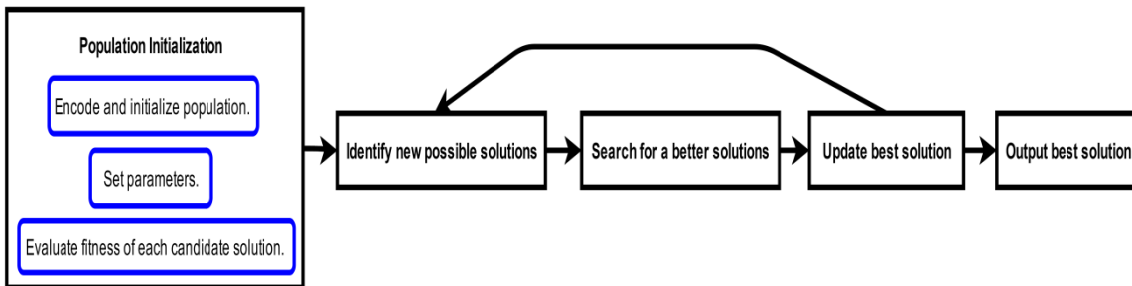 Population Initialization
Encode and initialize population.
Set parameters.
Evaluate fitness of each candidate solution.
Identify new possible solutions
Search for a better solutions
Update best solution
Output best solution